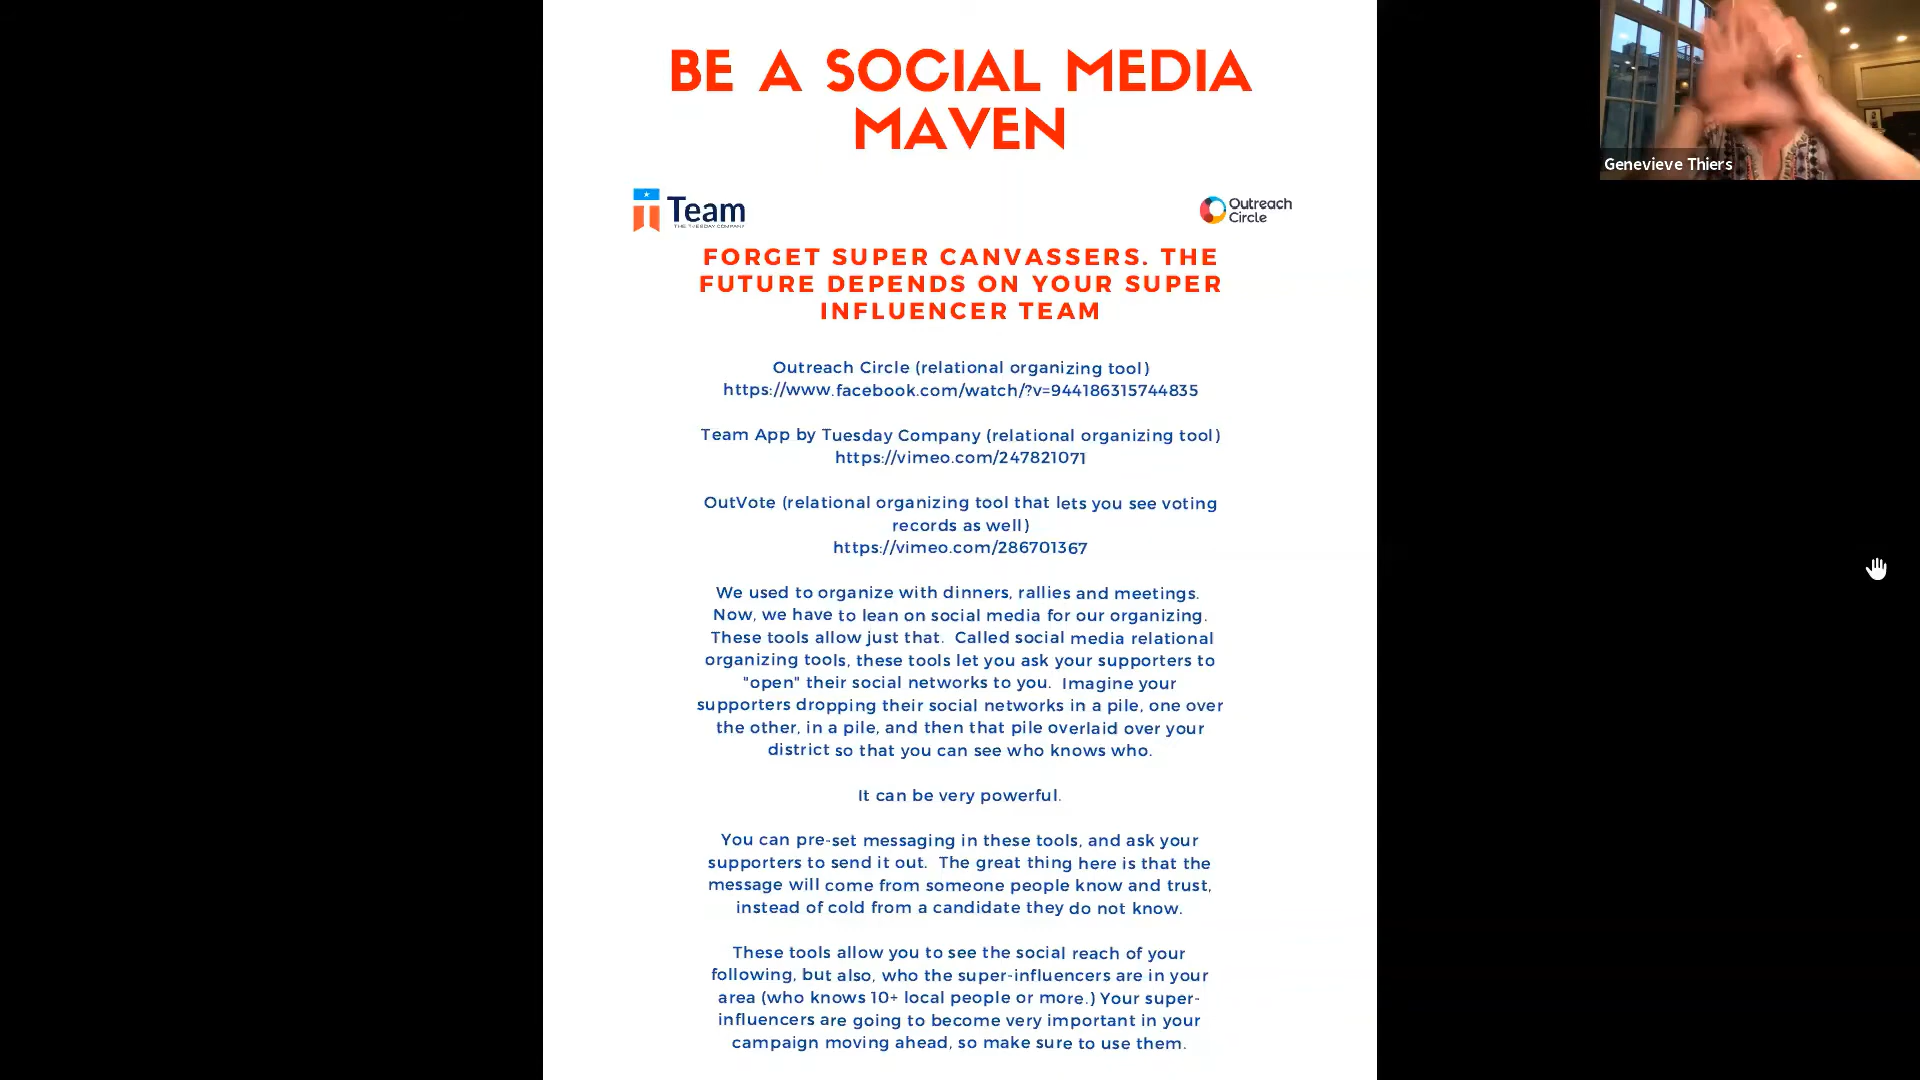 BE A SOCIAL MEDIA
MAVEN
Genevieve Thiers
Team
THE TUESDAY COMPANY
Outreach
Circle
FORGET SUPER CANVASSERS. THE
FUTURE DEPENDS ON YOUR SUPER
INFLUENCER TEAM
Outreach Circle (relational organizing tool)
https://www.facebook.com/watch/?v=944186315744835
Team App by Tuesday Company (relational organizing tool)
https://vimeo.com/247821071
OutVote (relational organizing tool that lets you see voting
records as well)
https://vimeo.com/286701367
We used to organize with dinners, rallies and meetings.
Now, we have to lean on social media for our organizing.
These tools allow just that.  Called social media relational
organizing tools, these tools let you ask your supporters to
"open" their social networks to you.  Imagine your
supporters dropping their social networks in a pile, one over
the other, in a pile, and then that pile overlaid over your
district so that you can see who knows who.
It can be very powerful.
You can pre-set messaging in these tools, and ask your
supporters to send it out.  The great thing here is that the
message will come from someone people know and trust,
instead of cold from a candidate they do not know.
These tools allow you to see the social reach of your
following, but also, who the super-influencers are in your
area (who knows 10+ local people or more.) Your super-
influencers are going to become very important in your
campaign moving ahead, so make sure to use them.